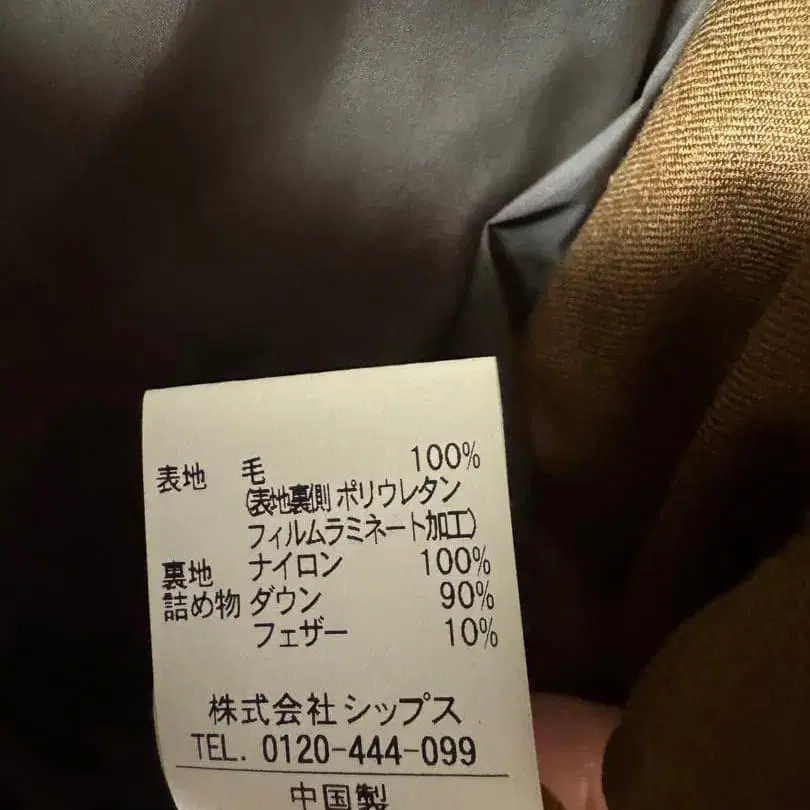 表地 毛 100%
(表地裏側 ポリウレタン
フィルムラミネート加工)
裏地 ナイロン 100%
詰め物 ダウン 90%
フェザー 10%
株式会社 シップス
TEL. 0120-444-099
中国製